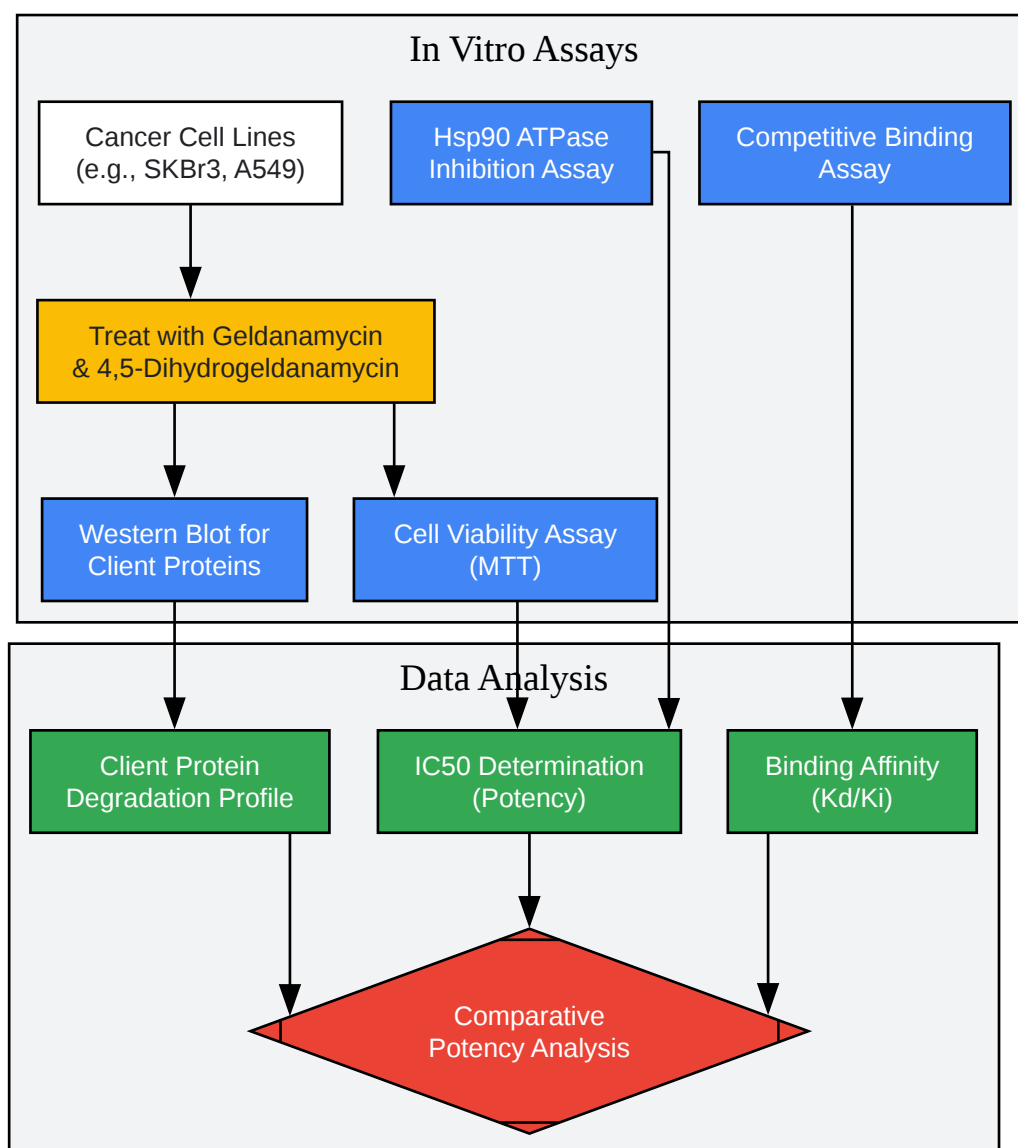 In Vitro Assays
Cancer Cell Lines
(e.g., SKBr3, A549)
Hsp90 ATPase
Inhibition Assay
Competitive Binding
Assay
Treat with Geldanamycin
& 4,5-Dihydrogeldanamycin
Western Blot for
Client Proteins
Cell Viability Assay
(MTT)
Data Analysis
Client Protein
Degradation Profile
IC50 Determination
(Potency)
Binding Affinity
(Kd/Ki)
Comparative
Potency Analysis